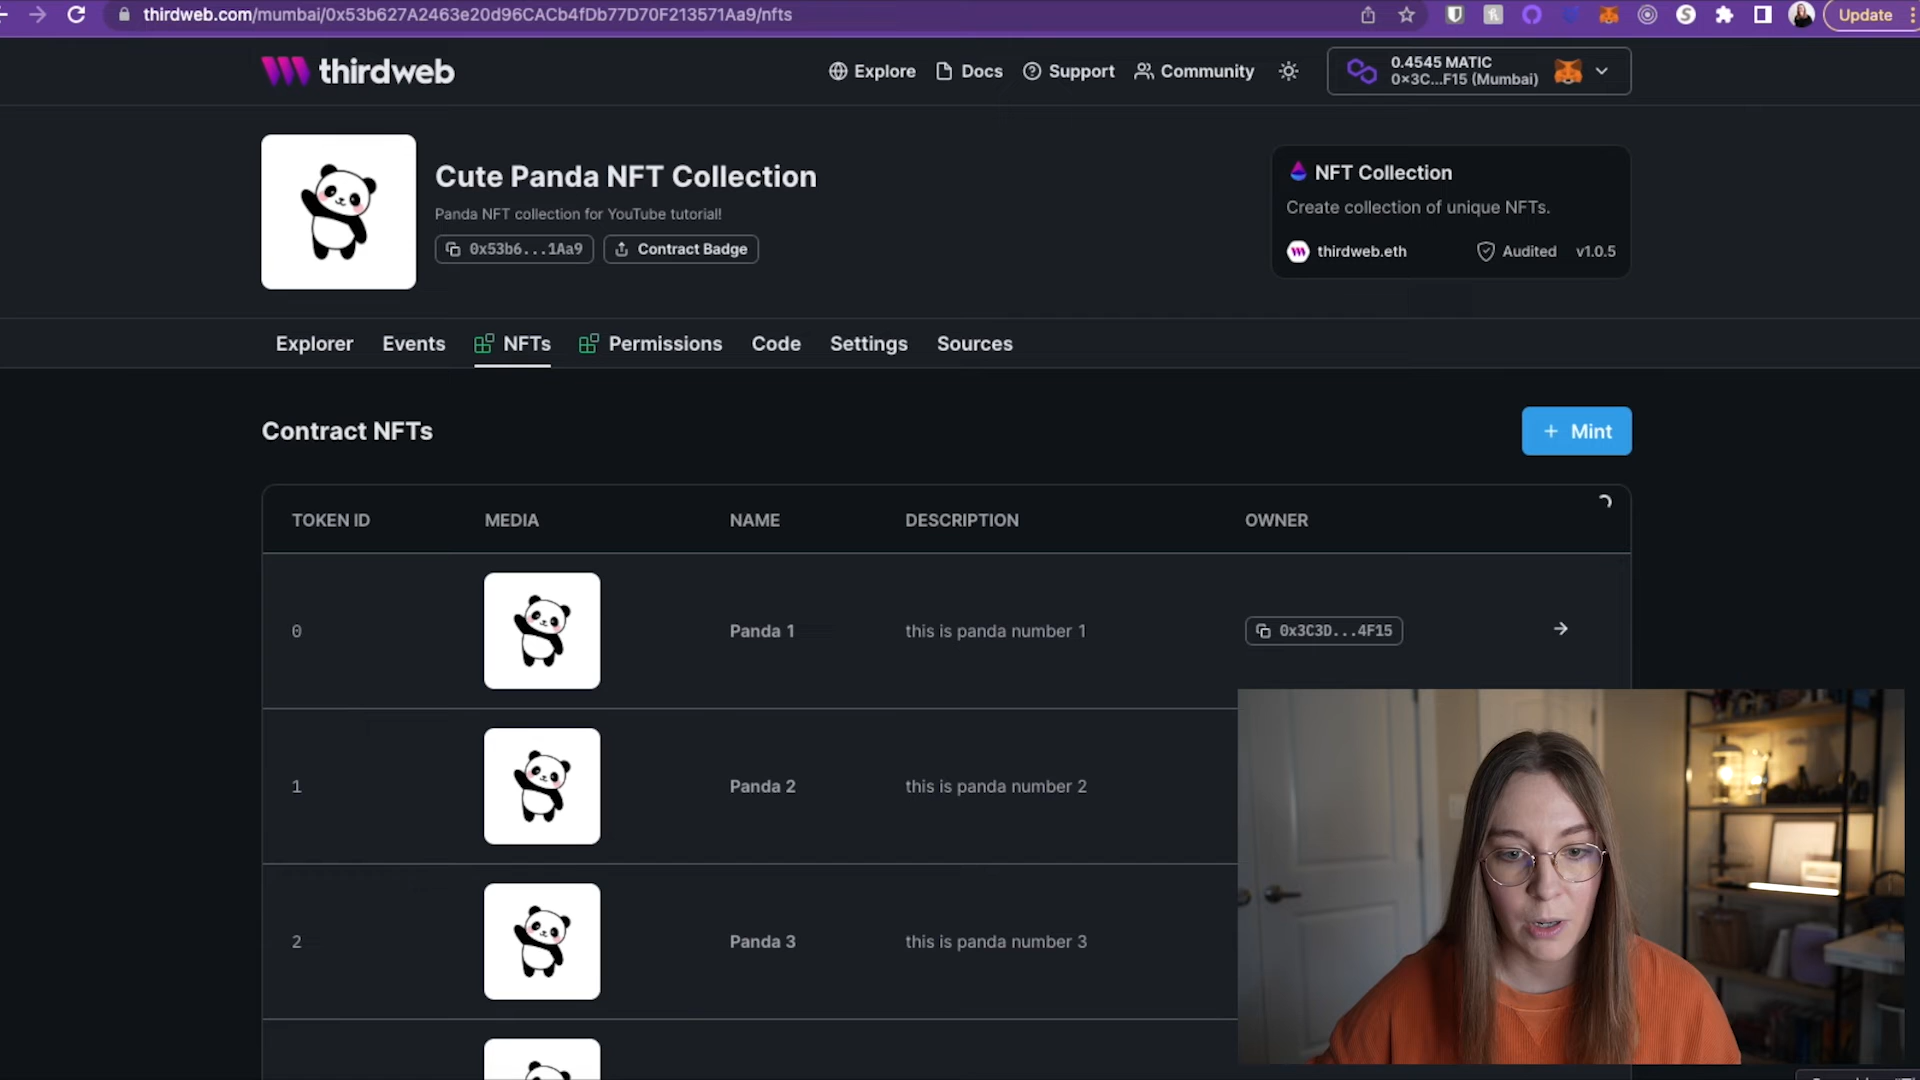 thirdweb.com/mumbai/0x53b627A2463e20d96CACb4fDb77D70F213571Aa9/nfts
Update
thirdweb
Explore
Docs
Support
Community
0.4545 MATIC
0x3C...F15 (Mumbai)
Cute Panda NFT Collection
Panda NFT collection for YouTube tutorial!
0x53b6...1Aa9
Contract Badge
NFT Collection
Create collection of unique NFTs.
thirdweb.eth
Audited
v1.0.5
Explorer
Events
NFTs
Permissions
Code
Settings
Sources
Contract NFTs
+ Mint
TOKEN ID
MEDIA
NAME
DESCRIPTION
OWNER
0
Panda 1
this is panda number 1
0x3C3D...4F15
1
Panda 2
this is panda number 2
2
Panda 3
this is panda number 3